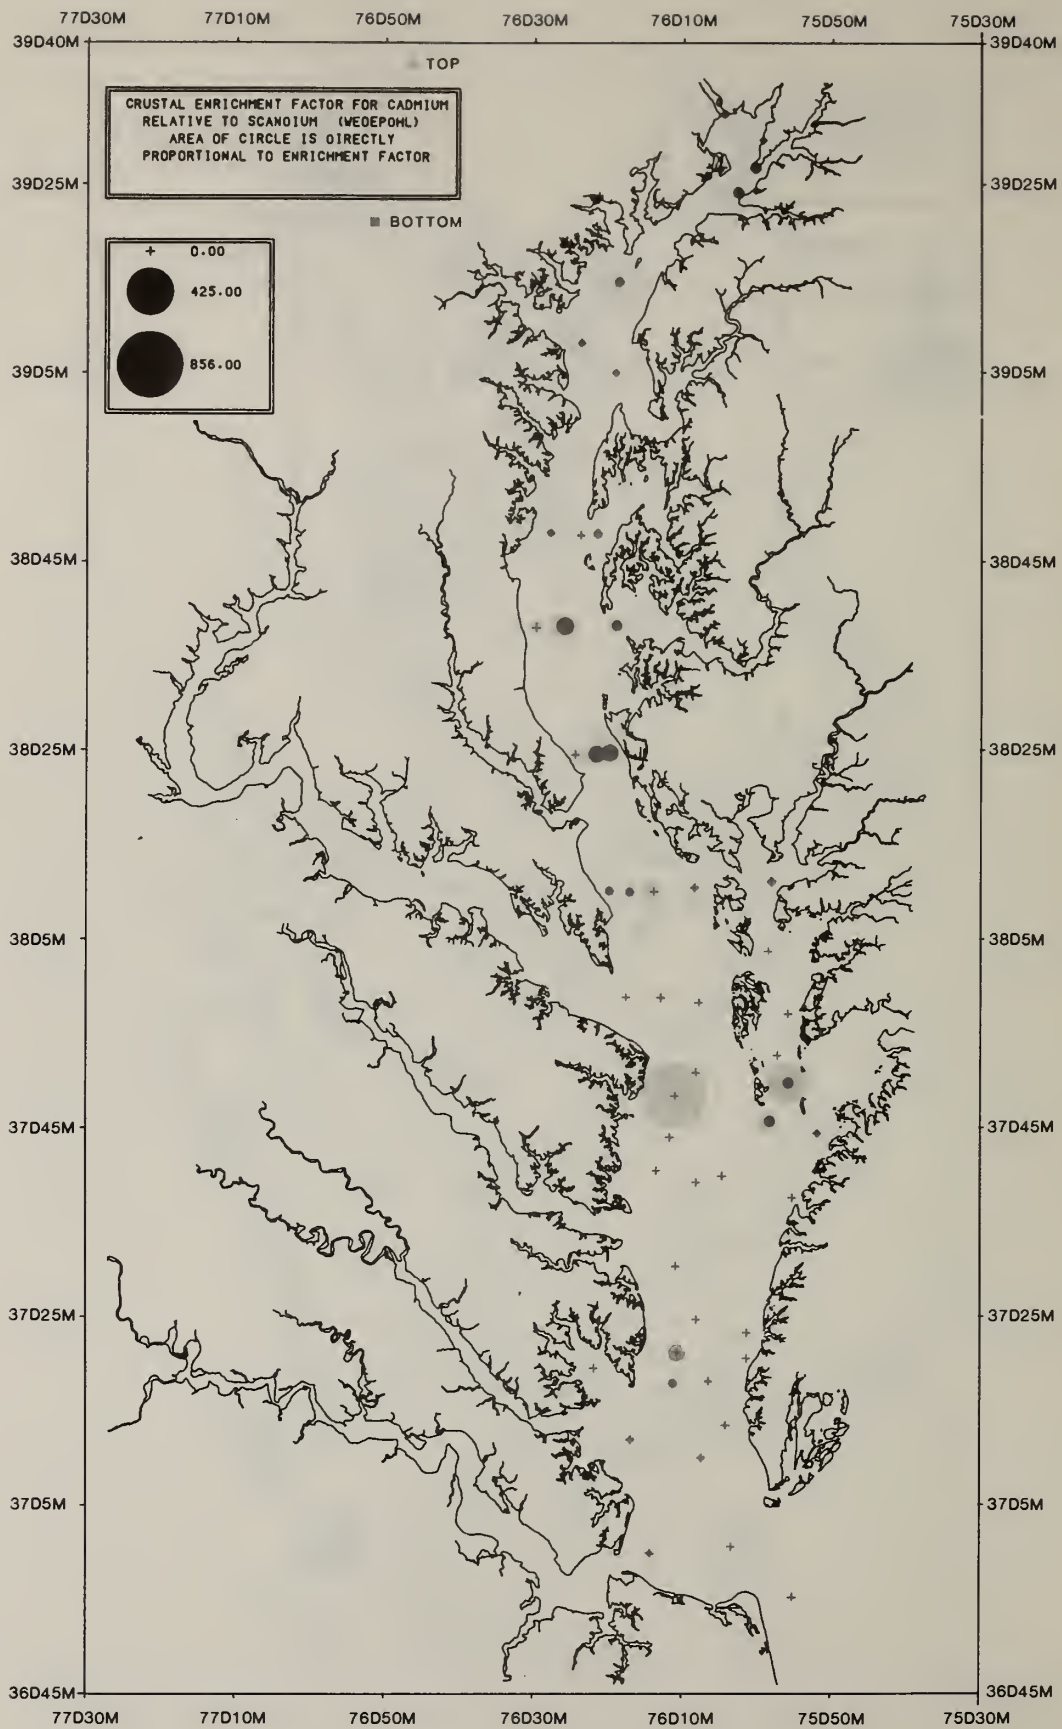 77D30M 77D10M 76D50M 76D30M 76D10M 75D50M 75D30M
39D40M 39D40M
TOP
CRUSTAL ENRICHMENT FACTOR FOR CADMIUM
RELATIVE TO SCANDIUM (WEDEPOHL)
AREA OF CIRCLE IS DIRECTLY
PROPORTIONAL TO ENRICHMENT FACTOR
39D25M 39D25M
BOTTOM
0.00
425.00
856.00
39D5M 39D5M
38D45M 38D45M
38D25M 38D25M
38D5M 38D5M
37D45M 37D45M
37D25M 37D25M
37D5M 37D5M
36D45M 36D45M
77D30M 77D10M 76D50M 76D30M 76D10M 75D50M 75D30M